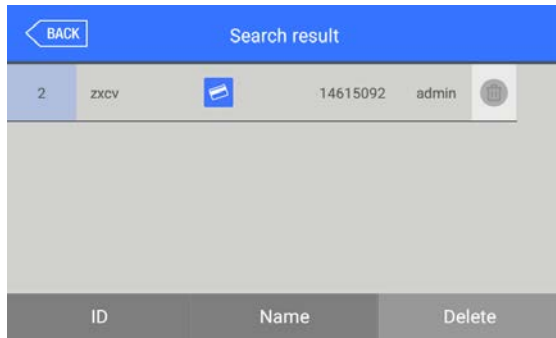 BACK
Search result
2 zxcv 14615092 admin
ID Name Delete